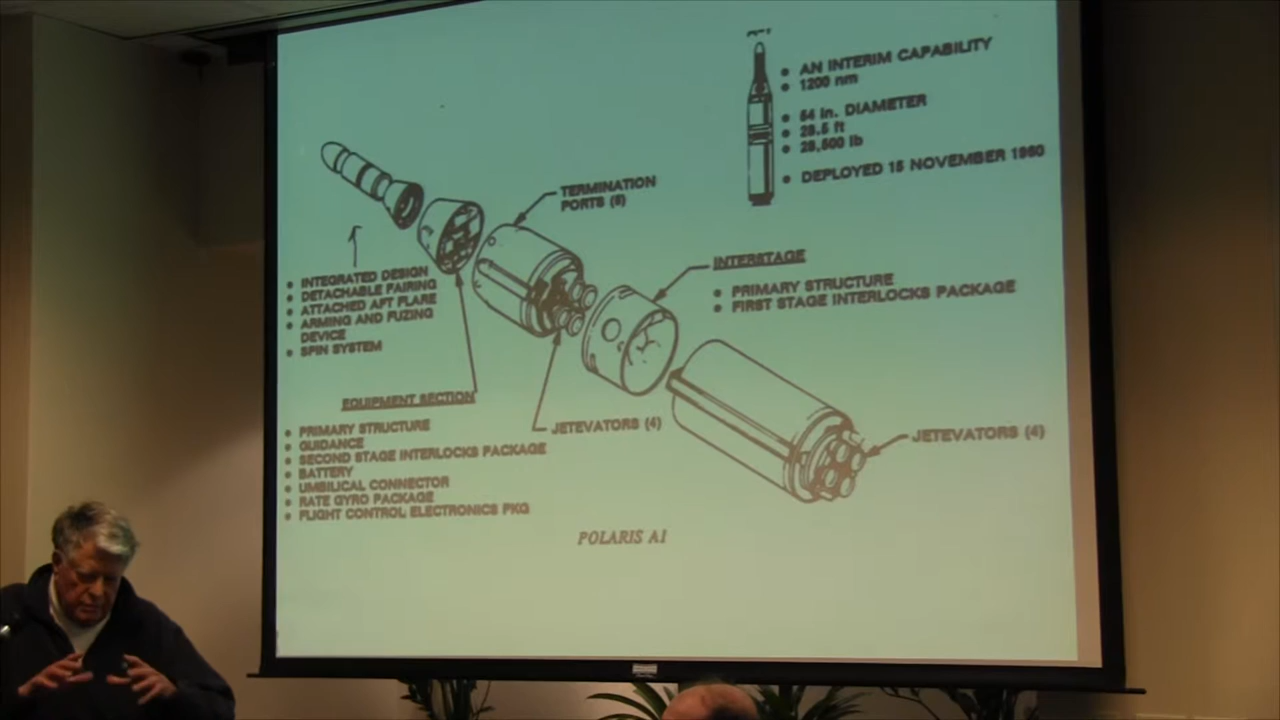 AN INTERIM CAPABILITY
1200 nm
54 in. DIAMETER
28.5 ft
28,500 lb
DEPLOYED 15 NOVEMBER 1960
TERMINATION
PORTS (6)
INTEGRATED DESIGN
DETACHABLE FAIRING
ATTACHED AFT FLARE
ARMING AND FUZING
DEVICE
SPIN SYSTEM
INTERSTAGE
PRIMARY STRUCTURE
FIRST STAGE INTERLOCKS PACKAGE
EQUIPMENT SECTION
PRIMARY STRUCTURE
GUIDANCE
SECOND STAGE INTERLOCKS PACKAGE
BATTERY
UMBILICAL CONNECTOR
RATE GYRO PACKAGE
FLIGHT CONTROL ELECTRONICS PKG
JETEVATORS (4)
JETEVATORS (4)
POLARIS A1